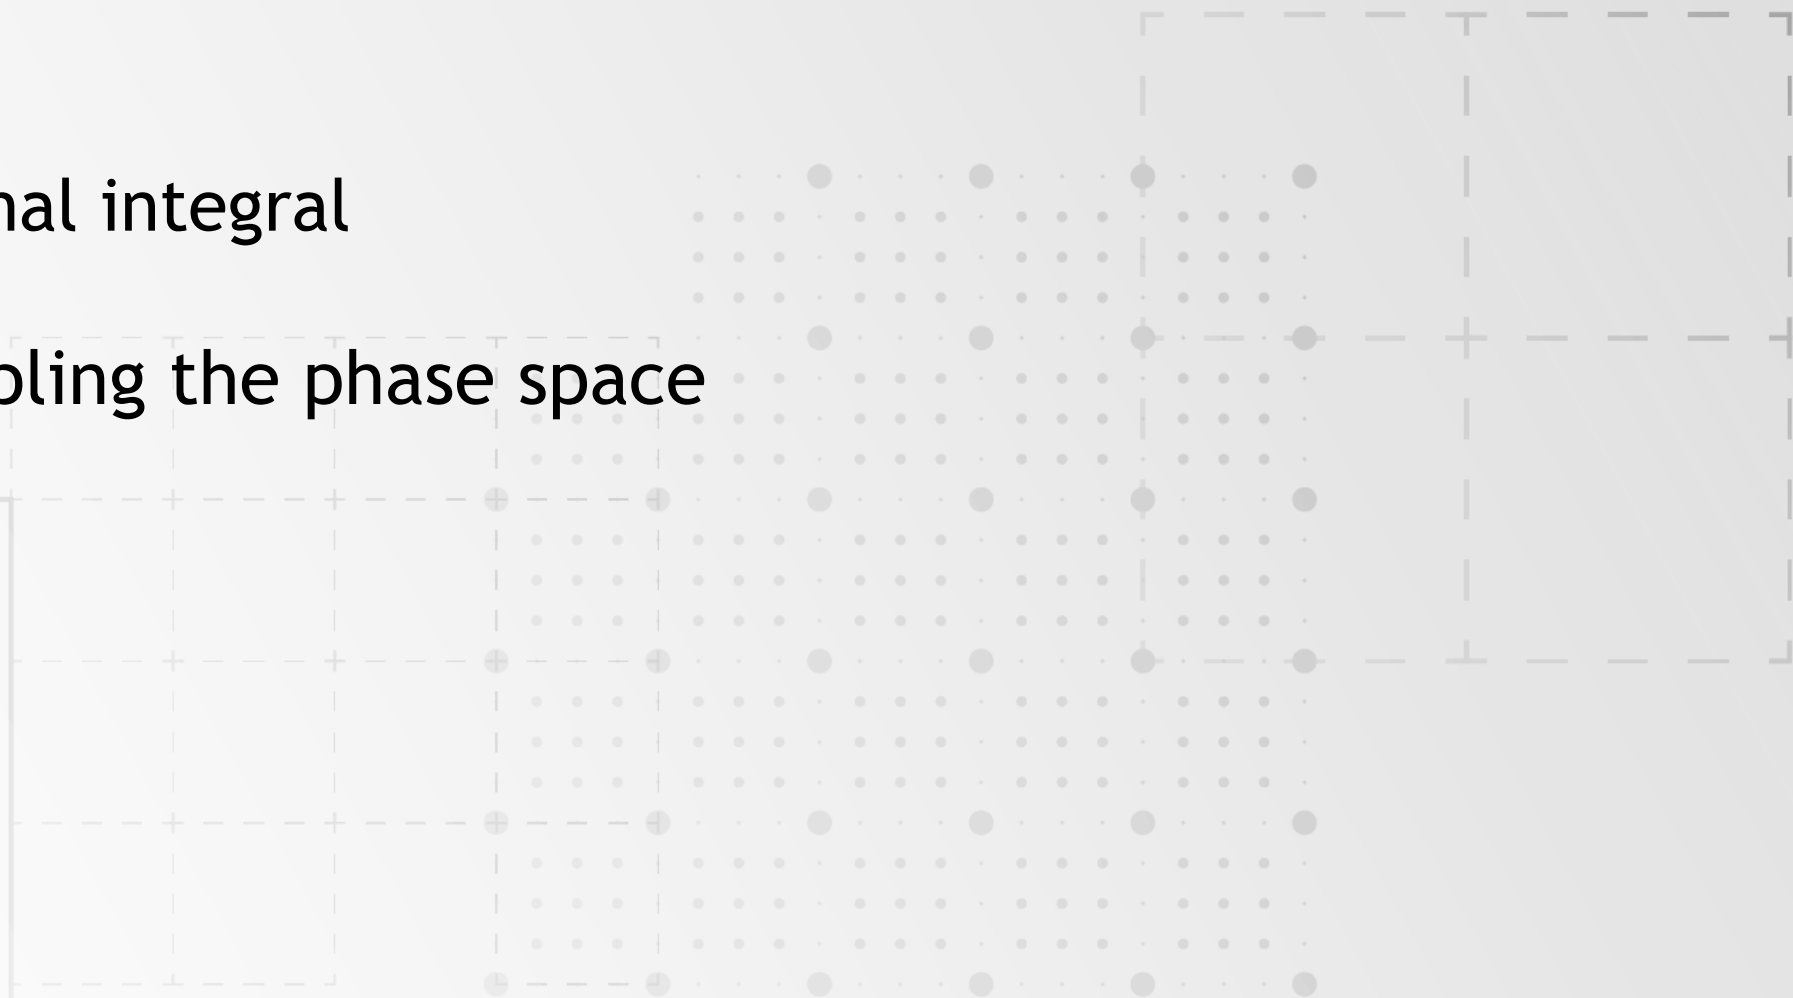 nal integral
pling the phase space